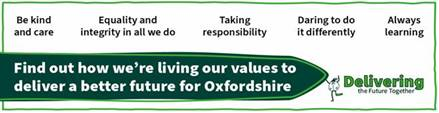 Be kind
and care
Equality and
integrity in all we do
Taking
responsibility
Daring to do
it differently
Always
learning
Find out how we're living our values to
deliver a better future for Oxfordshire
Delivering
the Future Together